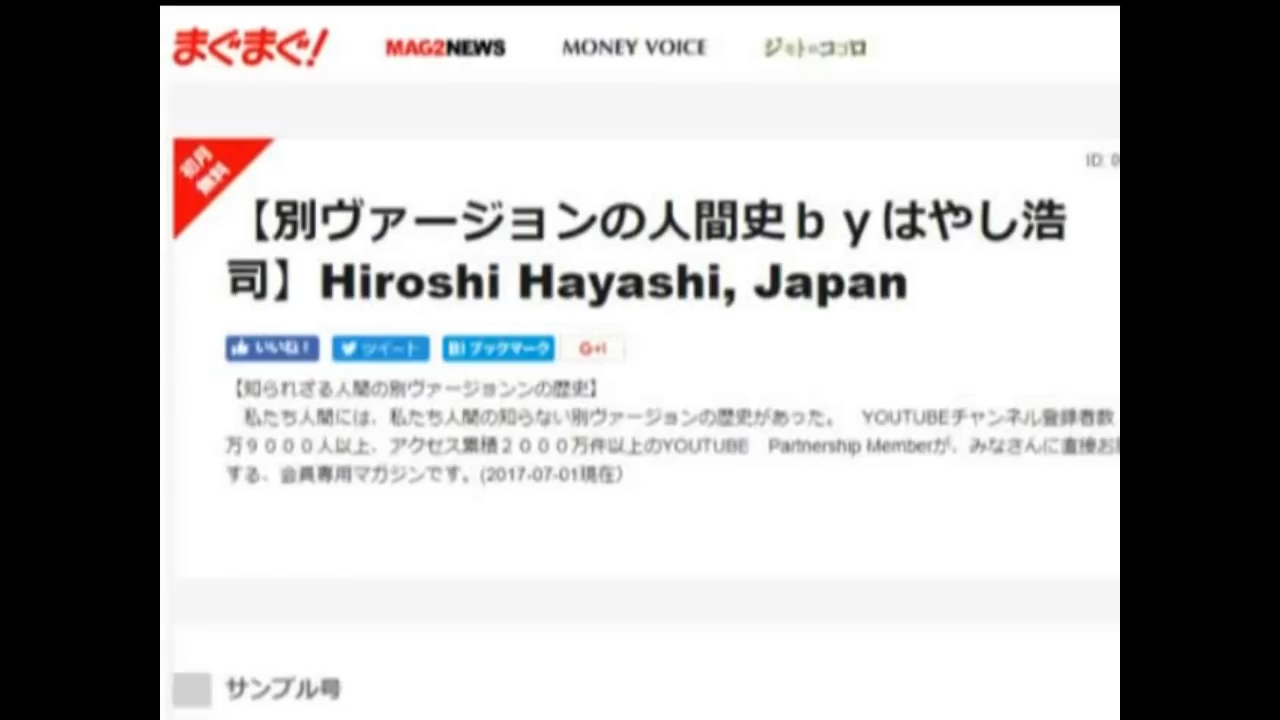 まぐまぐ!
MAG2NEWS MONEY VOICE ジモトのココロ
初月
無料
ID: 0
【別ヴァージョンの人間史ｂｙはやし浩
司】Hiroshi Hayashi, Japan
いいね！ ツイート B!ブックマーク G+1
【知られざる人間の別ヴァージョンンの歴史】
私たち人間には、私たち人間の知らない別ヴァージョンの歴史があった。 YOUTUBEチャンネル登録者数
万９０００人以上、アクセス累積２０００万件以上のYOUTUBE Partnership Memberが、みなさんに直接お
する、会員専用マガジンです。(2017-07-01現在）
サンプル号